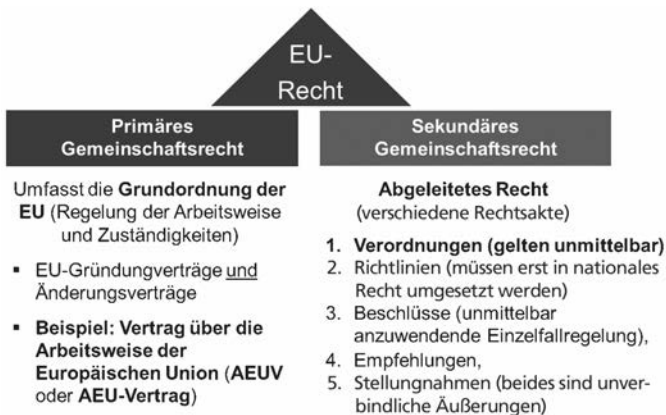 EU-
Recht
Primäres
Gemeinschaftsrecht
Umfasst die Grundordnung der
EU (Regelung der Arbeitsweise
und Zuständigkeiten)
▪ EU-Gründungverträge und
Änderungsverträge
▪ Beispiel: Vertrag über die
Arbeitsweise der
Europäischen Union (AEUV
oder AEU-Vertrag)
Sekundäres
Gemeinschaftsrecht
Abgeleitetes Recht
(verschiedene Rechtsakte)
1. Verordnungen (gelten unmittelbar)
2. Richtlinien (müssen erst in nationales
Recht umgesetzt werden)
3. Beschlüsse (unmittelbar
anzuwendende Einzelfallregelung),
4. Empfehlungen,
5. Stellungnahmen (beides sind unver-
bindliche Äußerungen)